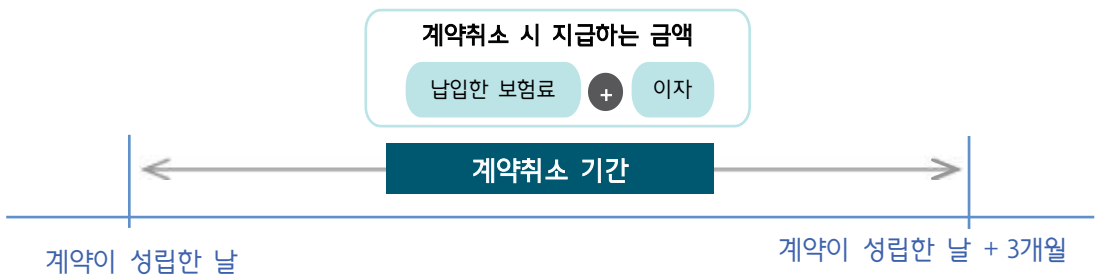 계약취소 시 지급하는 금액
납입한 보험료 + 이자
계약취소 기간
계약이 성립한 날
계약이 성립한 날 + 3개월